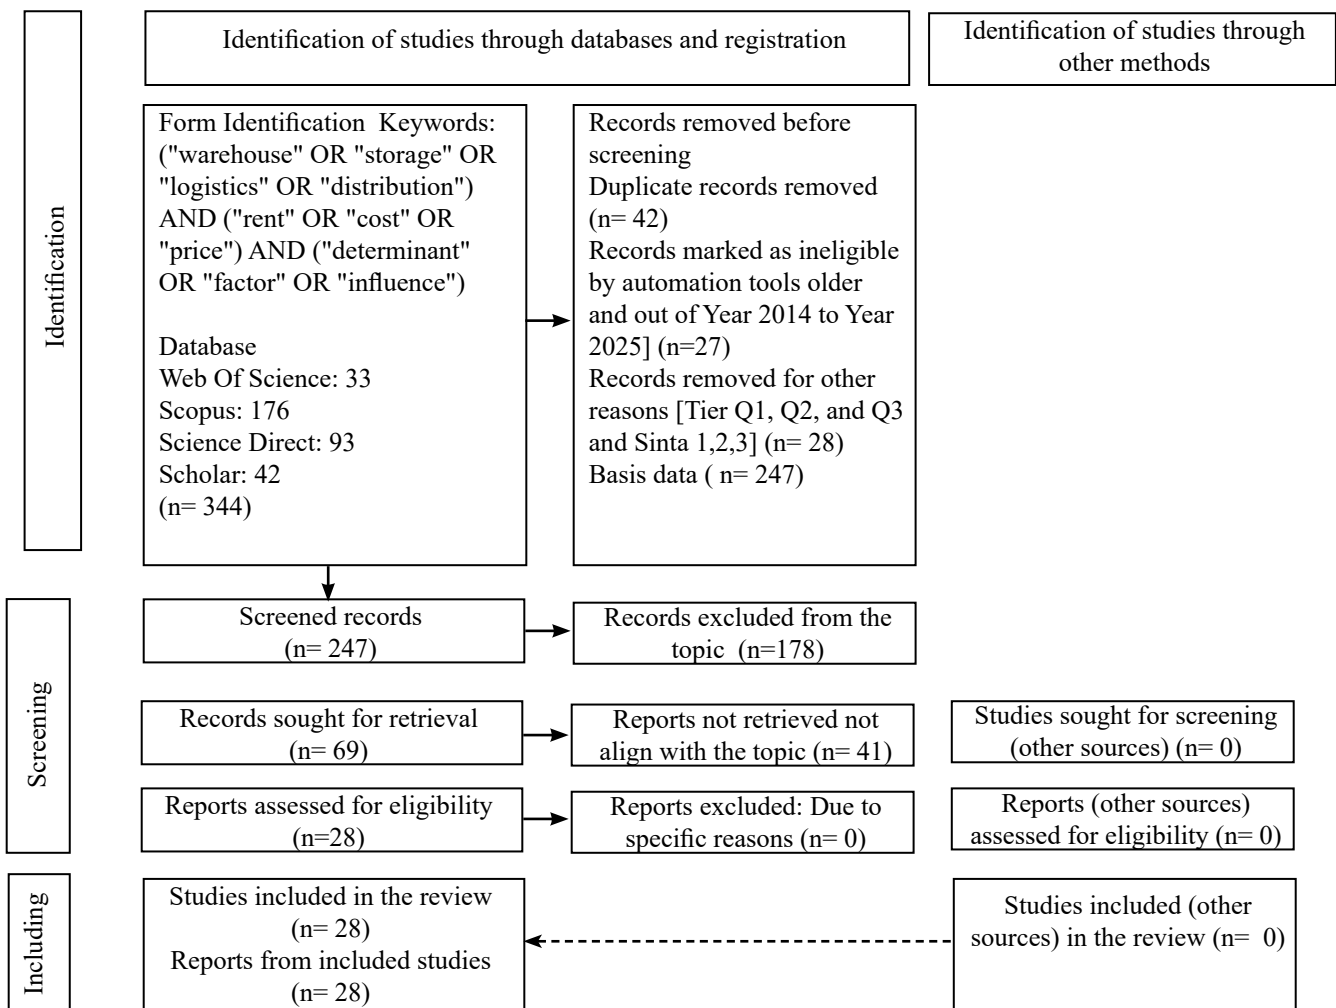 Identification of studies through databases and registration
Identification of studies through
other methods
Identification
Form Identification  Keywords:
("warehouse" OR "storage" OR
"logistics" OR "distribution")
AND ("rent" OR "cost" OR
"price") AND ("determinant"
OR "factor" OR "influence")
Database
Web Of Science: 33
Scopus: 176
Science Direct: 93
Scholar: 42
(n= 344)
Records removed before
screening
Duplicate records removed
(n= 42)
Records marked as ineligible
by automation tools older
and out of Year 2014 to Year
2025] (n=27)
Records removed for other
reasons [Tier Q1, Q2, and Q3
and Sinta 1,2,3] (n= 28)
Basis data ( n= 247)
Screening
Screened records
(n= 247)
Records excluded from the
topic  (n=178)
Records sought for retrieval
(n= 69)
Reports not retrieved not
align with the topic (n= 41)
Studies sought for screening
(other sources) (n= 0)
Reports assessed for eligibility
(n=28)
Reports excluded: Due to
specific reasons (n= 0)
Reports (other sources)
assessed for eligibility (n= 0)
Including
Studies included in the review
(n= 28)
Reports from included studies
(n= 28)
Studies included (other
sources) in the review (n=  0)